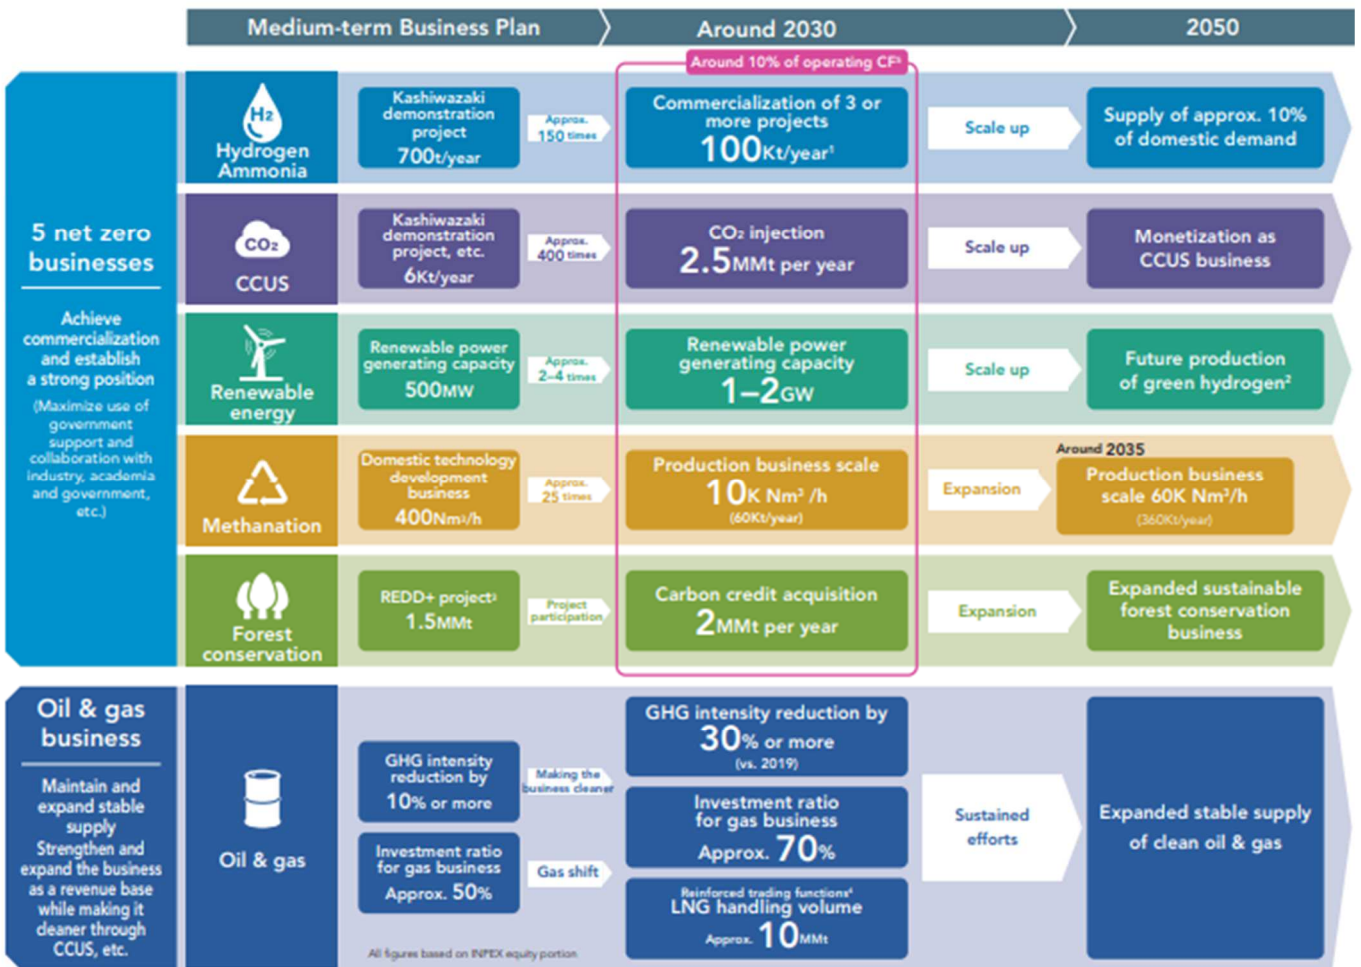 Medium-term Business Plan
Around 2030
2050
Around 10% of operating CF⁵
5 net zero
businesses
Achieve
commercialization
and establish
a strong position
(Maximize use of
government
support and
collaboration with
industry, academia
and government,
etc.)
H2
Hydrogen
Ammonia
Kashiwazaki
demonstration
project
700t/year
Approx.
150 times
Commercialization of 3 or
more projects
100Kt/year¹
Scale up
Supply of approx. 10%
of domestic demand
CO₂
CCUS
Kashiwazaki
demonstration
project, etc.
6Kt/year
Approx.
400 times
CO₂ injection
2.5MMt per year
Scale up
Monetization as
CCUS business
Renewable
energy
Renewable power
generating capacity
500MW
Approx.
2–4 times
Renewable power
generating capacity
1–2GW
Scale up
Future production
of green hydrogen²
Methanation
Domestic technology
development
business
400Nm³/h
Approx.
25 times
Production business scale
10K Nm³ /h
(60Kt/year)
Expansion
Around 2035
Production business
scale 60K Nm³/h
(360Kt/year)
Forest
conservation
REDD+ project³
1.5MMt
Project
participation
Carbon credit acquisition
2MMt per year
Expansion
Expanded sustainable
forest conservation
business
Oil & gas
business
Maintain and
expand stable
supply
Strengthen and
expand the business
as a revenue base
while making it
cleaner through
CCUS, etc.
Oil & gas
GHG intensity
reduction by
10% or more
Making the
business cleaner
GHG intensity reduction by
30% or more
(vs. 2019)
Investment ratio
for gas business
Approx. 50%
Gas shift
Investment ratio
for gas business
Approx. 70%
Reinforced trading functions⁴
LNG handling volume
Approx. 10MMt
Sustained
efforts
Expanded stable supply
of clean oil & gas
All figures based on INPEX equity portion